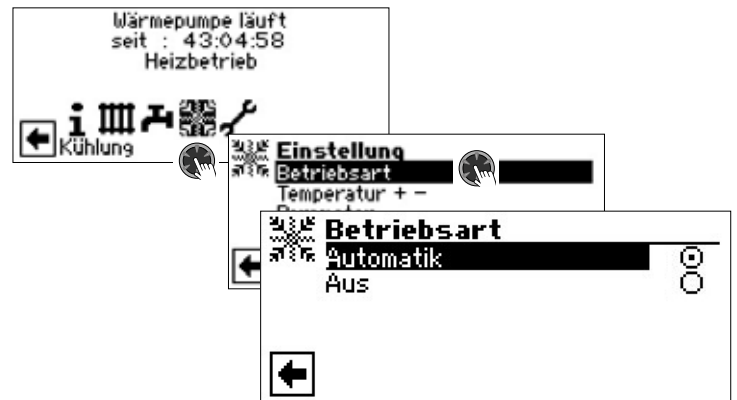 Wärmepumpe läuft
seit : 43:04:58
Heizbetrieb
Kühlung
Einstellung
Betriebsart
Temperatur + -
Betriebsart
Automatik
Aus